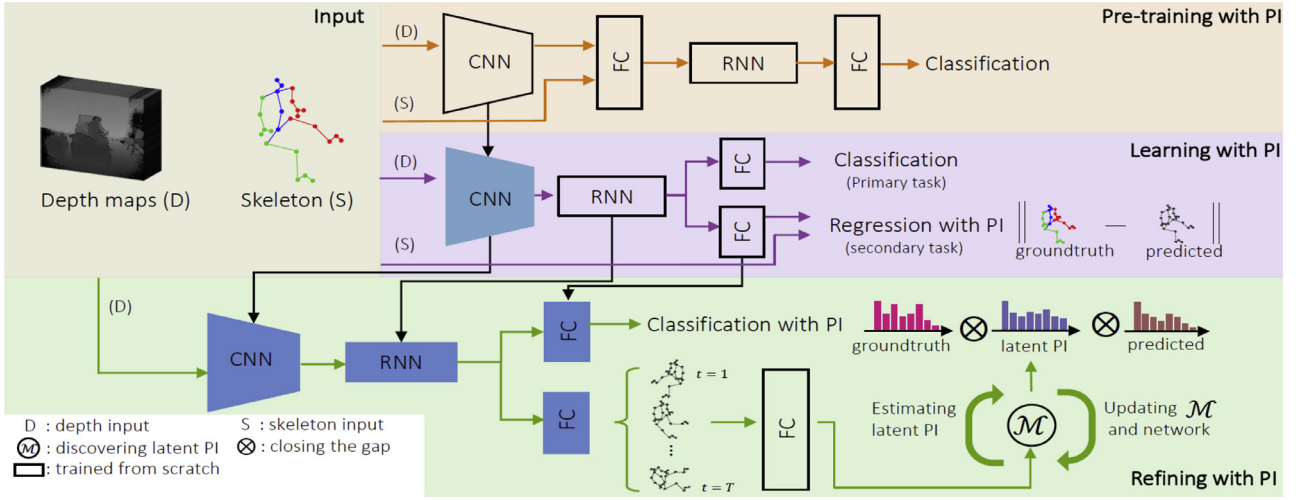 Input
Pre-training with PI
(D)
CNN
FC
RNN
FC
Classification
(S)
Depth maps (D)
Skeleton (S)
Learning with PI
(D)
CNN
RNN
FC
Classification
(Primary task)
FC
Regression with PI
(secondary task)
groundtruth
predicted
(S)
(D)
CNN
RNN
FC
Classification with PI
groundtruth
latent PI
predicted
FC
t = 1
...
t = T
FC
Estimating
latent PI
M
Updating M
and network
Refining with PI
D : depth input
S : skeleton input
M : discovering latent PI
⊗ : closing the gap
: trained from scratch